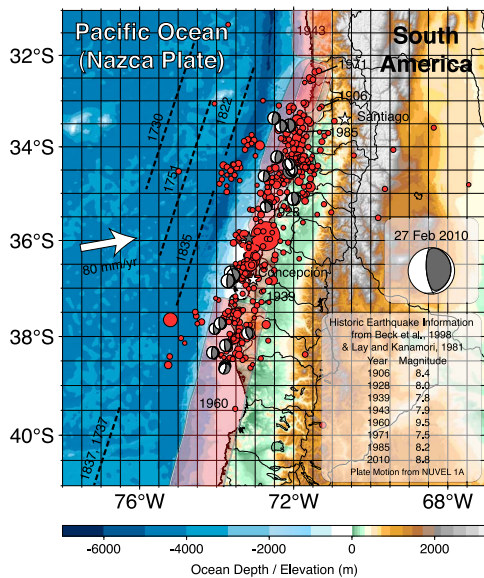 Pacific Ocean
(Nazca Plate)
South
America
1943
1971
1906
Santiago
1985
1730
1822
1751
1835
80 mm/yr
Concepción
1939
1960
1837, 1737
27 Feb 2010
Historic Earthquake Information
from Beck et al., 1998
& Lay and Kanamori, 1981
Year Magnitude
1906 8.4
1928 8.0
1939 7.8
1943 7.9
1960 9.5
1971 7.5
1985 8.2
2010 8.8
Plate Motion from NUVEL 1A
32°S
34°S
36°S
38°S
40°S
76°W 72°W 68°W
-6000 -4000 -2000 0 2000
Ocean Depth / Elevation (m)